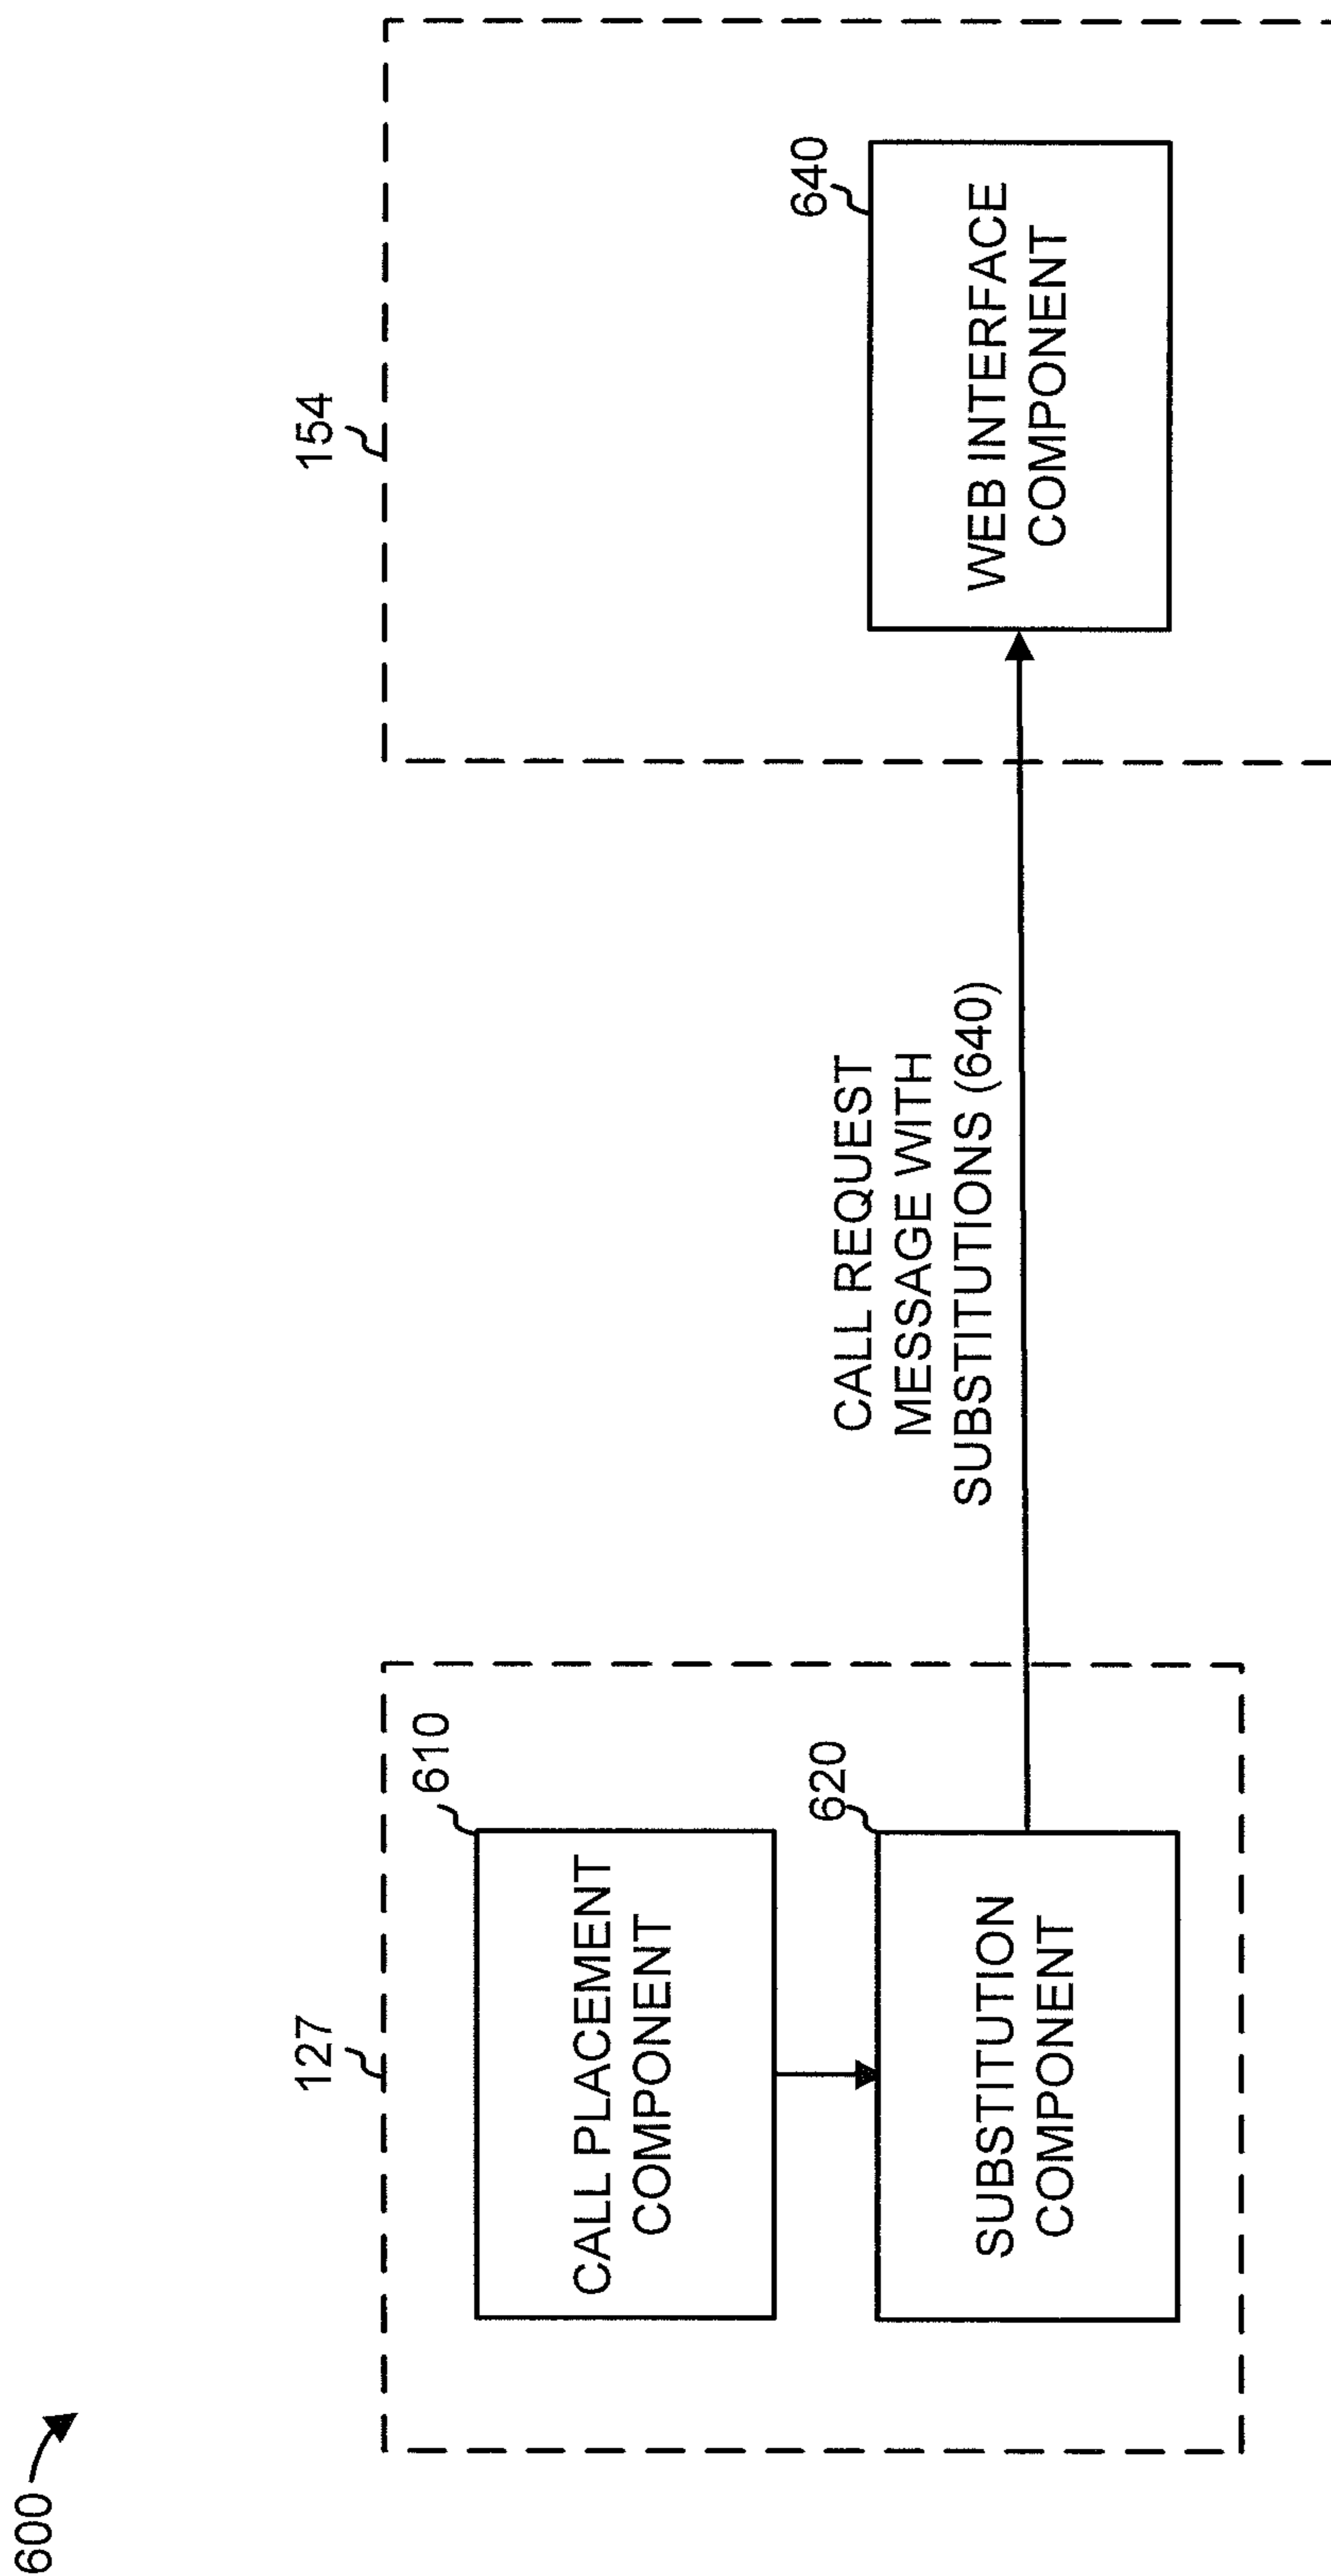 600
127
154
CALL PLACEMENT
COMPONENT
610
SUBSTITUTION
COMPONENT
620
CALL REQUEST
MESSAGE WITH
SUBSTITUTIONS (640)
WEB INTERFACE
COMPONENT
640